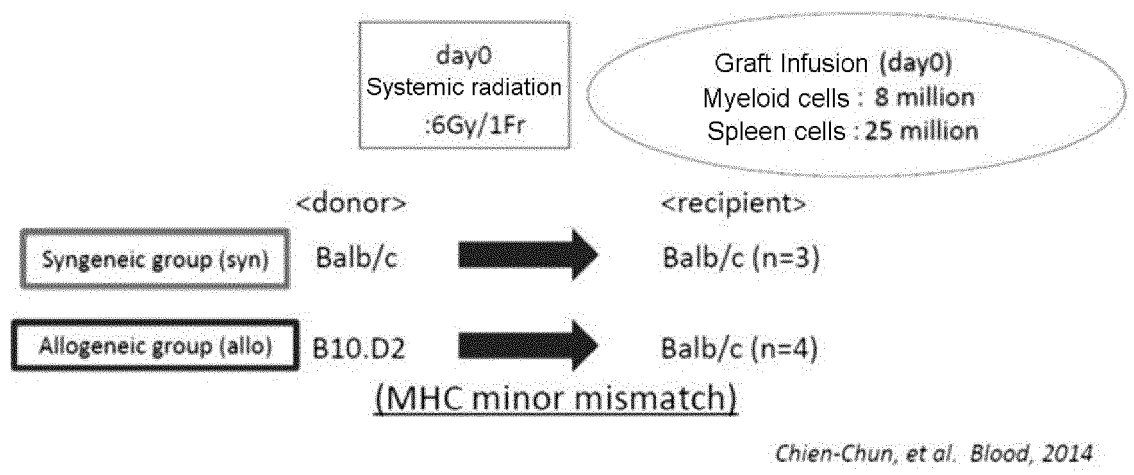 day0
Systemic radiation
:6Gy/1Fr
Graft Infusion (day0)
Myeloid cells : 8 million
Spleen cells : 25 million
<donor> <recipient>
Syngeneic group (syn) Balb/c Balb/c (n=3)
Allogeneic group (allo) B10.D2 Balb/c (n=4)
(MHC minor mismatch)
Chien-Chun, et al. Blood, 2014